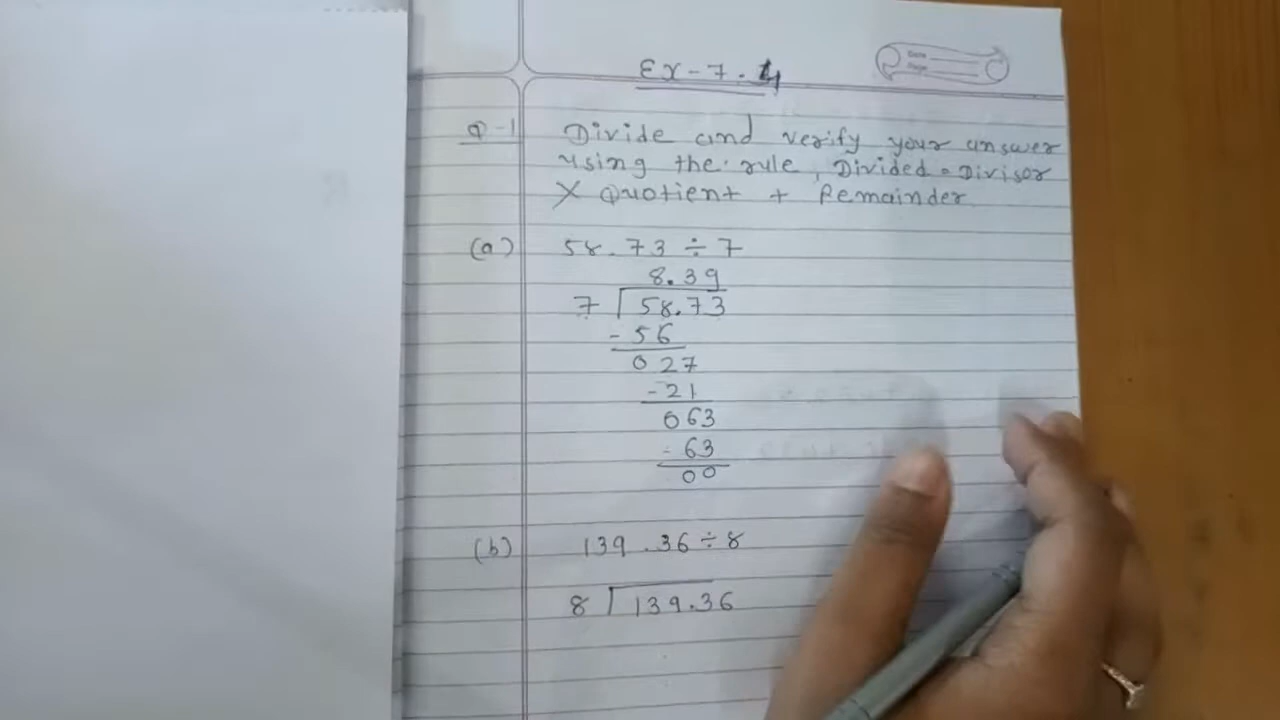 Ex-7.4
Q-1 Divide and verify your answer
using the rule, Divided = Divisor
X Quotient + Remainder
(a) 58.73 ÷ 7
8.39
7 58.73
- 56
027
- 21
063
- 63
00
(b) 139.36 ÷ 8
8 139.36